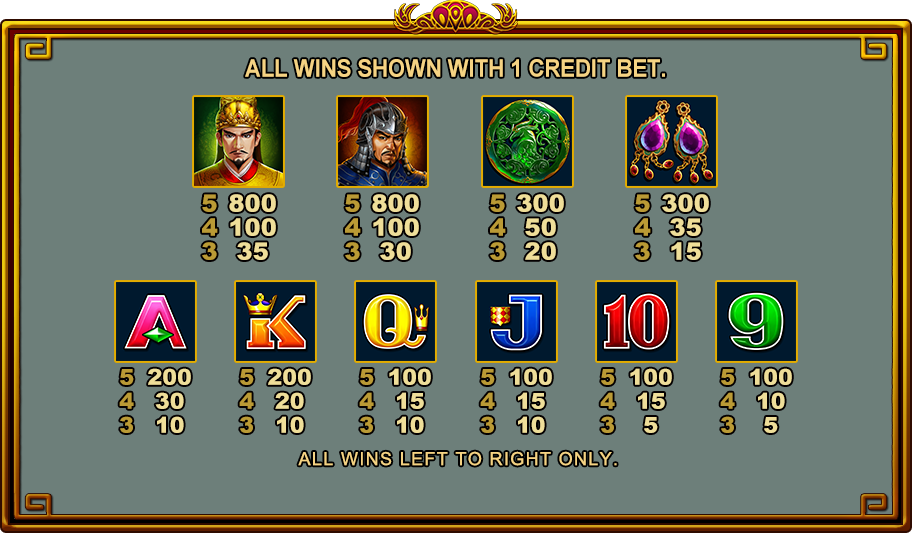 ALL WINS SHOWN WITH 1 CREDIT BET.
5 800 5 800 5 300 5 300
4 100 4 100 4 50 4 35
3 35 3 30 3 20 3 15
A K Q J 10 9
5 200 5 200 5 100 5 100 5 100 5 100
4 30 4 20 4 15 4 15 4 15 4 10
3 10 3 10 3 10 3 10 3 5 3 5
ALL WINS LEFT TO RIGHT ONLY.